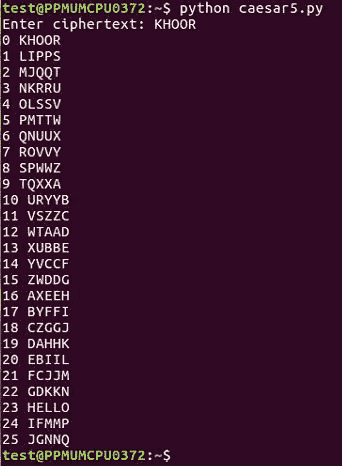 test@PPMUMCPU0372:~$ python caesar5.py
Enter ciphertext: KHOOR
0 KHOOR
1 LIPPS
2 MJQQT
3 NKRRU
4 OLSSV
5 PMTTW
6 QNUUX
7 ROVVY
8 SPWWZ
9 TQXXA
10 URYYB
11 VSZZC
12 WTAAD
13 XUBBE
14 YVCCF
15 ZWDDG
16 AXEEH
17 BYFFI
18 CZGGJ
19 DAHHK
20 EBIIL
21 FCJJM
22 GDKKN
23 HELLO
24 IFMMP
25 JGNNQ
test@PPMUMCPU0372:~$